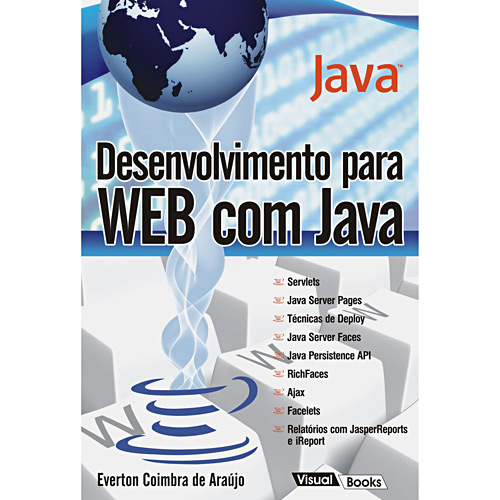 Java™
Desenvolvimento para
WEB com Java
Servlets
Java Server Pages
Técnicas de Deploy
Java Server Faces
Java Persistence API
RichFaces
Ajax
Facelets
Relatórios com JasperReports
e iReport
W
W
W
Everton Coimbra de Araújo
Visual Books